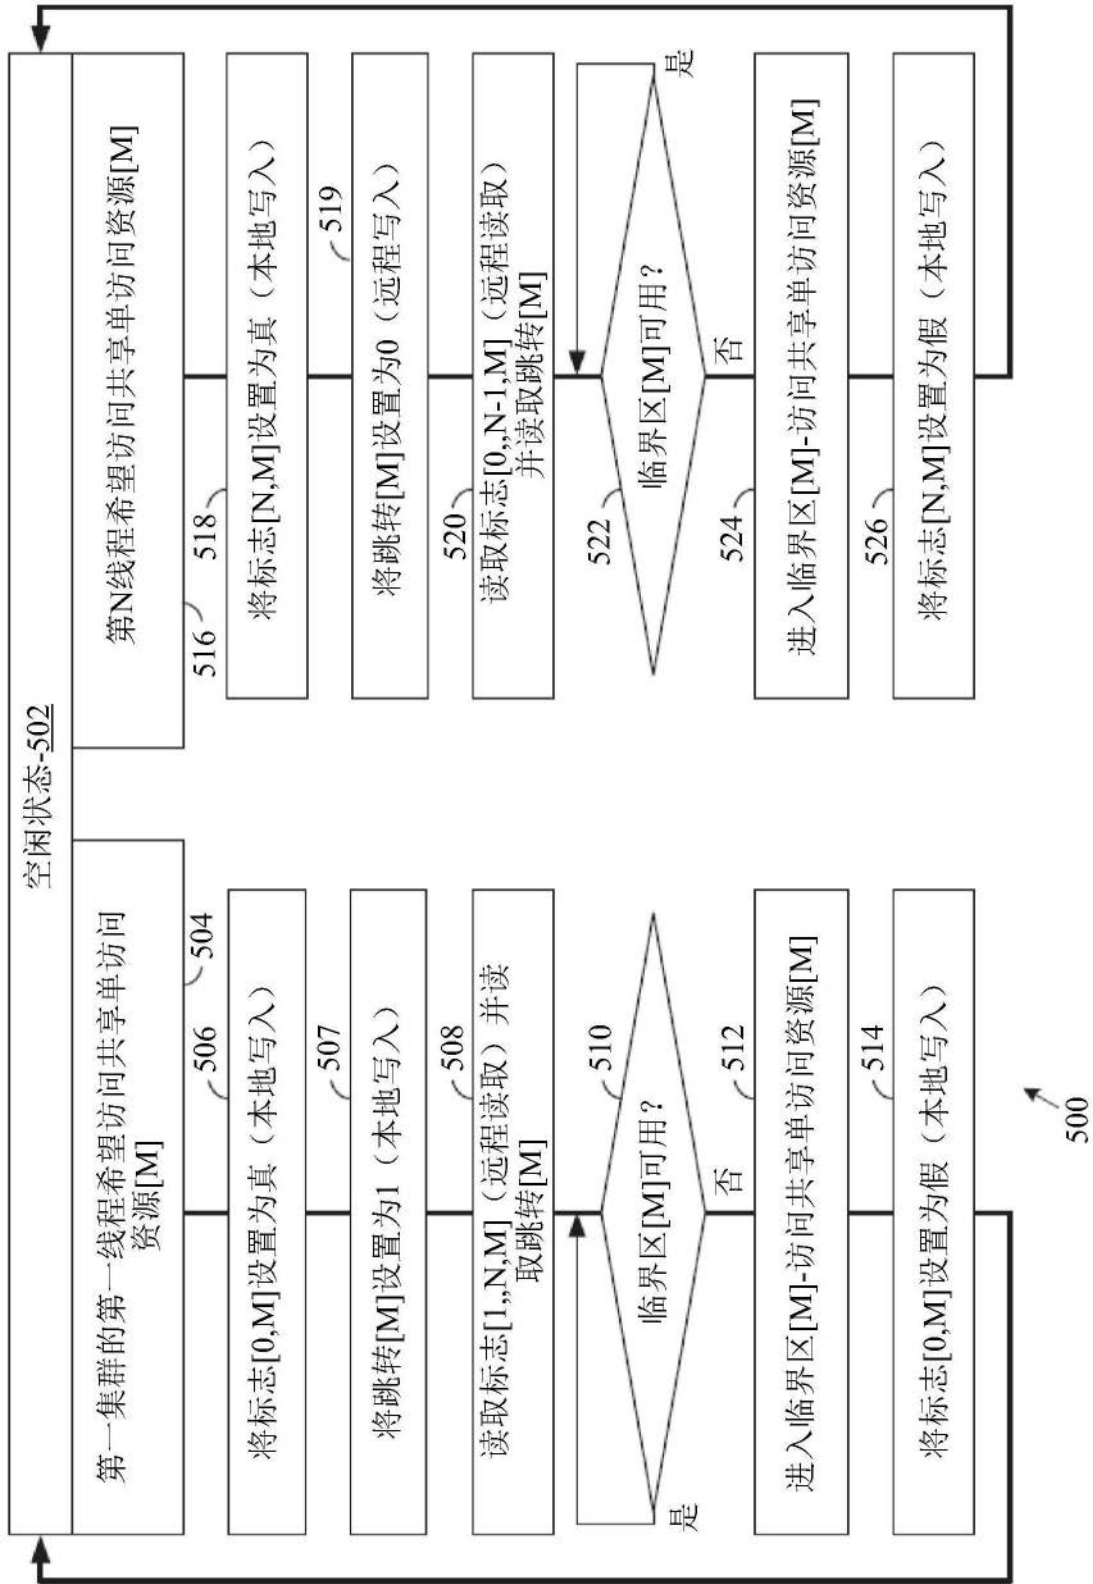 空闲状态-502
第一集群的第一线程希望访问共享单访问
资源[M]
504
506
将标志[0,M]设置为真（本地写入）
507
将跳转[M]设置为1（本地写入）
508
读取标志[1,,N,M]（远程读取）并读
取跳转[M]
510
临界区[M]可用？
是
否
512
进入临界区[M]-访问共享单访问资源[M]
514
将标志[0,M]设置为假（本地写入）
第N线程希望访问共享单访问资源[M]
516
518
将标志[N,M]设置为真（本地写入）
519
将跳转[M]设置为0（远程写入）
520
读取标志[0,,N-1,M]（远程读取）
并读取跳转[M]
522
临界区[M]可用？
是
否
524
进入临界区[M]-访问共享单访问资源[M]
526
将标志[N,M]设置为假（本地写入）
500